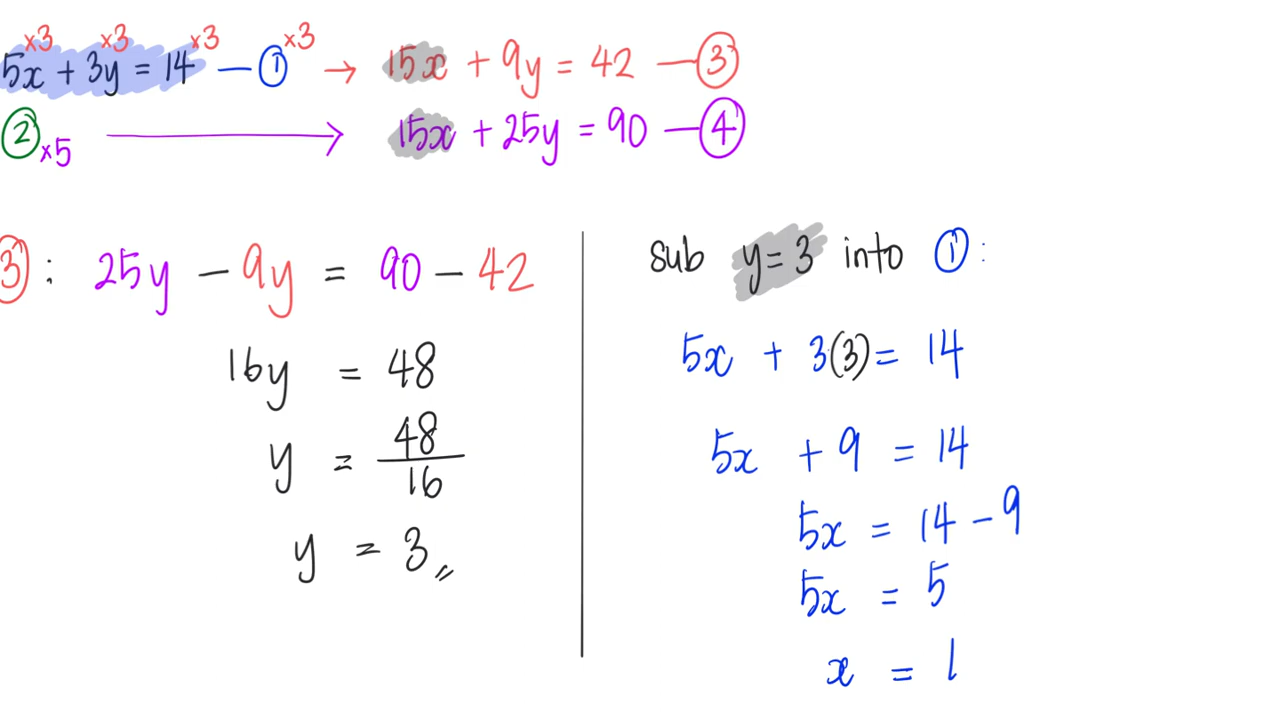 ×3 ×3 ×3 ×3
5x + 3y = 14 — ① → 15x + 9y = 42 — ③
② ×5 → 15x + 25y = 90 — ④
③ : 25y - 9y = 90 - 42
16y = 48
y = 48/16
y = 3
sub y = 3 into ① :
5x + 3(3) = 14
5x + 9 = 14
5x = 14 - 9
5x = 5
x = 1